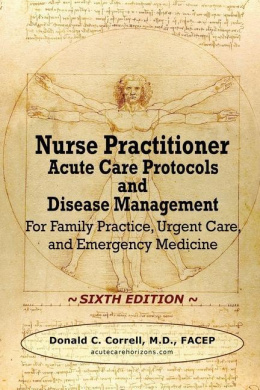 Nurse Practitioner
Acute Care Protocols
and
Disease Management
For Family Practice, Urgent Care,
and Emergency Medicine
~ SIXTH EDITION ~
Donald C. Correll, M.D., FACEP
acutecarehorizons.com